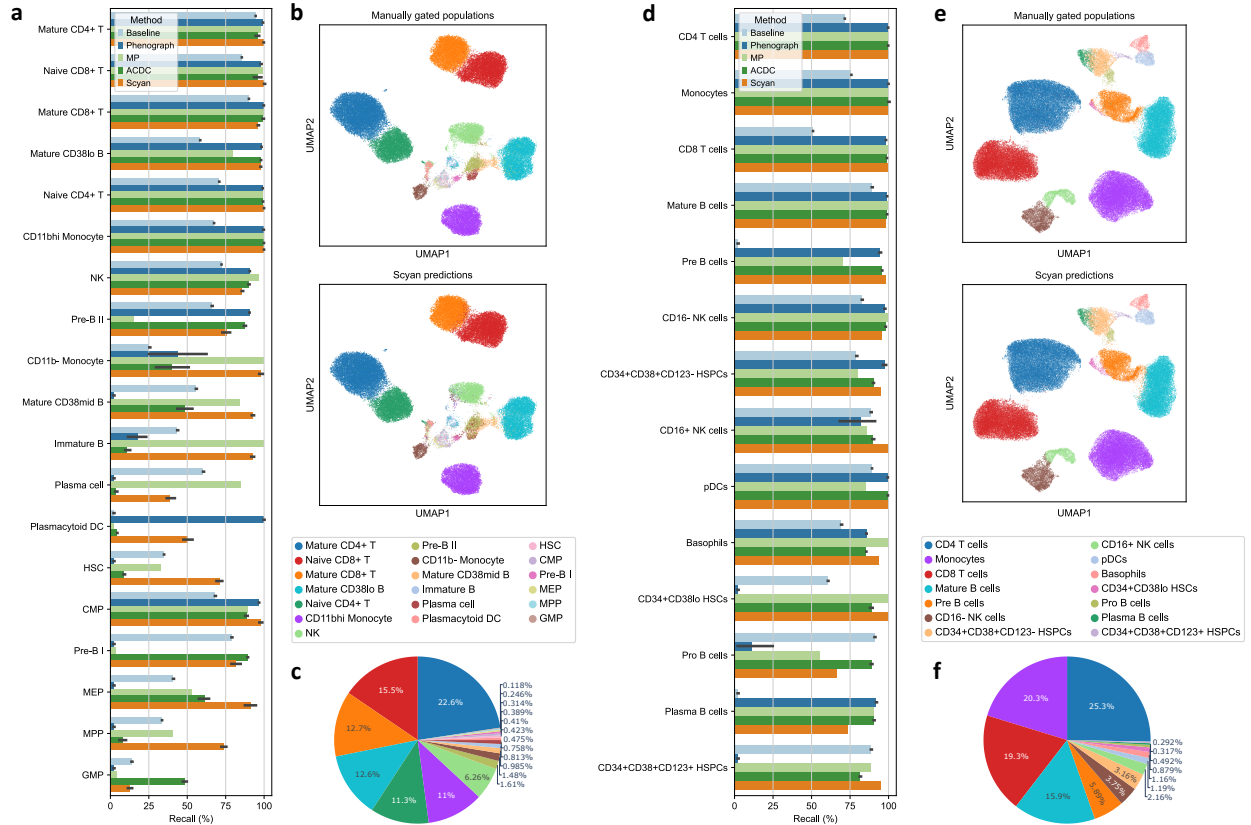 a
Method
Baseline
Phenograph
MP
ACDC
Scyan
Mature CD4+ T
Naive CD8+ T
Mature CD8+ T
Mature CD38lo B
Naive CD4+ T
CD11bhi Monocyte
NK
Pre-B II
CD11b- Monocyte
Mature CD38mid B
Immature B
Plasma cell
Plasmacytoid DC
HSC
CMP
Pre-B I
MEP
MPP
GMP
0 25 50 75 100
Recall (%)
b
Manually gated populations
UMAP2
UMAP1
Scyan predictions
UMAP2
UMAP1
Mature CD4+ T
Naive CD8+ T
Mature CD8+ T
Mature CD38lo B
Naive CD4+ T
CD11bhi Monocyte
NK
Pre-B II
CD11b- Monocyte
Mature CD38mid B
Immature B
Plasma cell
Plasmacytoid DC
HSC
CMP
Pre-B I
MEP
MPP
GMP
c
22.6%
15.5%
12.7%
12.6%
11.3%
11%
6.26%
0.118%
0.246%
0.314%
0.389%
0.41%
0.423%
0.475%
0.758%
0.813%
0.985%
1.48%
1.61%
d
Method
Baseline
Phenograph
MP
ACDC
Scyan
CD4 T cells
Monocytes
CD8 T cells
Mature B cells
Pre B cells
CD16- NK cells
CD34+CD38+CD123- HSPCs
CD16+ NK cells
pDCs
Basophils
CD34+CD38lo HSCs
Pro B cells
Plasma B cells
CD34+CD38+CD123+ HSPCs
0 25 50 75 100
Recall (%)
e
Manually gated populations
UMAP2
UMAP1
Scyan predictions
UMAP2
UMAP1
CD4 T cells
Monocytes
CD8 T cells
Mature B cells
Pre B cells
CD16- NK cells
CD34+CD38+CD123- HSPCs
CD16+ NK cells
pDCs
Basophils
CD34+CD38lo HSCs
Pro B cells
Plasma B cells
CD34+CD38+CD123+ HSPCs
f
25.3%
20.3%
19.3%
15.9%
5.89%
3.75%
3.16%
0.292%
0.317%
0.492%
0.879%
1.16%
1.19%
2.16%